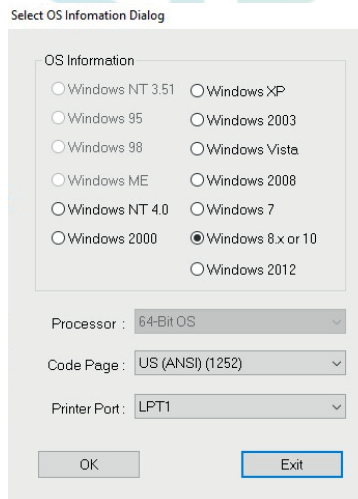 Select OS Infomation Dialog
OS Information
Windows NT 3.51 Windows XP
Windows 95 Windows 2003
Windows 98 Windows Vista
Windows ME Windows 2008
Windows NT 4.0 Windows 7
Windows 2000 Windows 8.x or 10
Windows 2012
Processor : 64-Bit OS
Code Page : US (ANSI) (1252)
Printer Port : LPT1
OK Exit